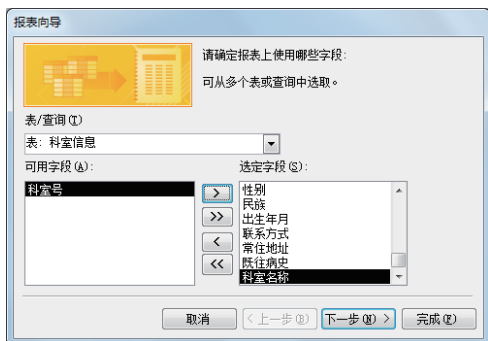 报表向导
请确定报表上使用哪些字段:
可从多个表或查询中选取。
表/查询(T)
表: 科室信息
可用字段(A):
选定字段(S):
科室号
>
>>
<
<<
性别
民族
出生年月
联系方式
常住地址
既往病史
科室名称
取消
<上一步(B)
下一步(N) >
完成(F)